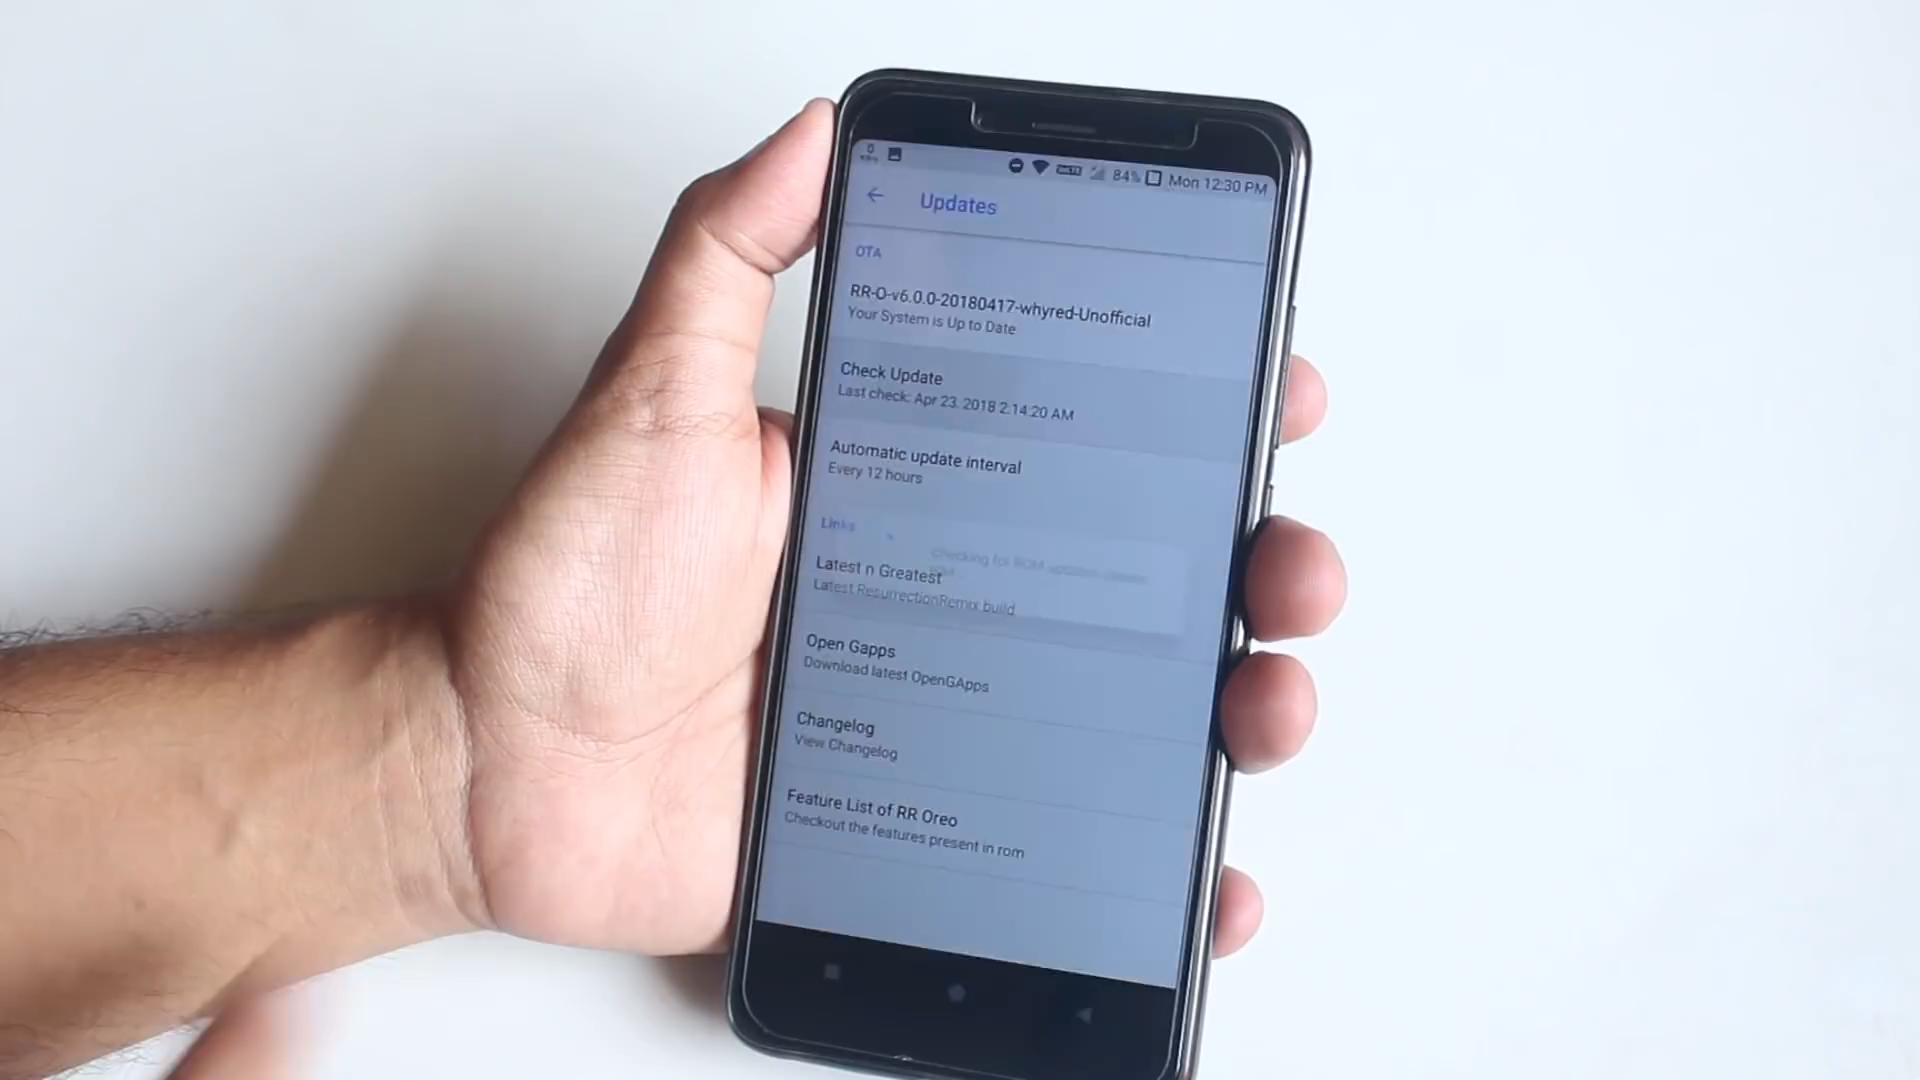 0
84% Mon 12:30 PM
Updates
OTA
RR-O-v6.0.0-20180417-whyred-Unofficial
Your System is Up to Date
Check Update
Last check: Apr 23, 2018 2:14:20 AM
Automatic update interval
Every 12 hours
Links
Checking for ROM updates, please
Latest n Greatest
Latest ResurrectionRemix build
Open Gapps
Download latest OpenGApps
Changelog
View Changelog
Feature List of RR Oreo
Checkout the features present in rom